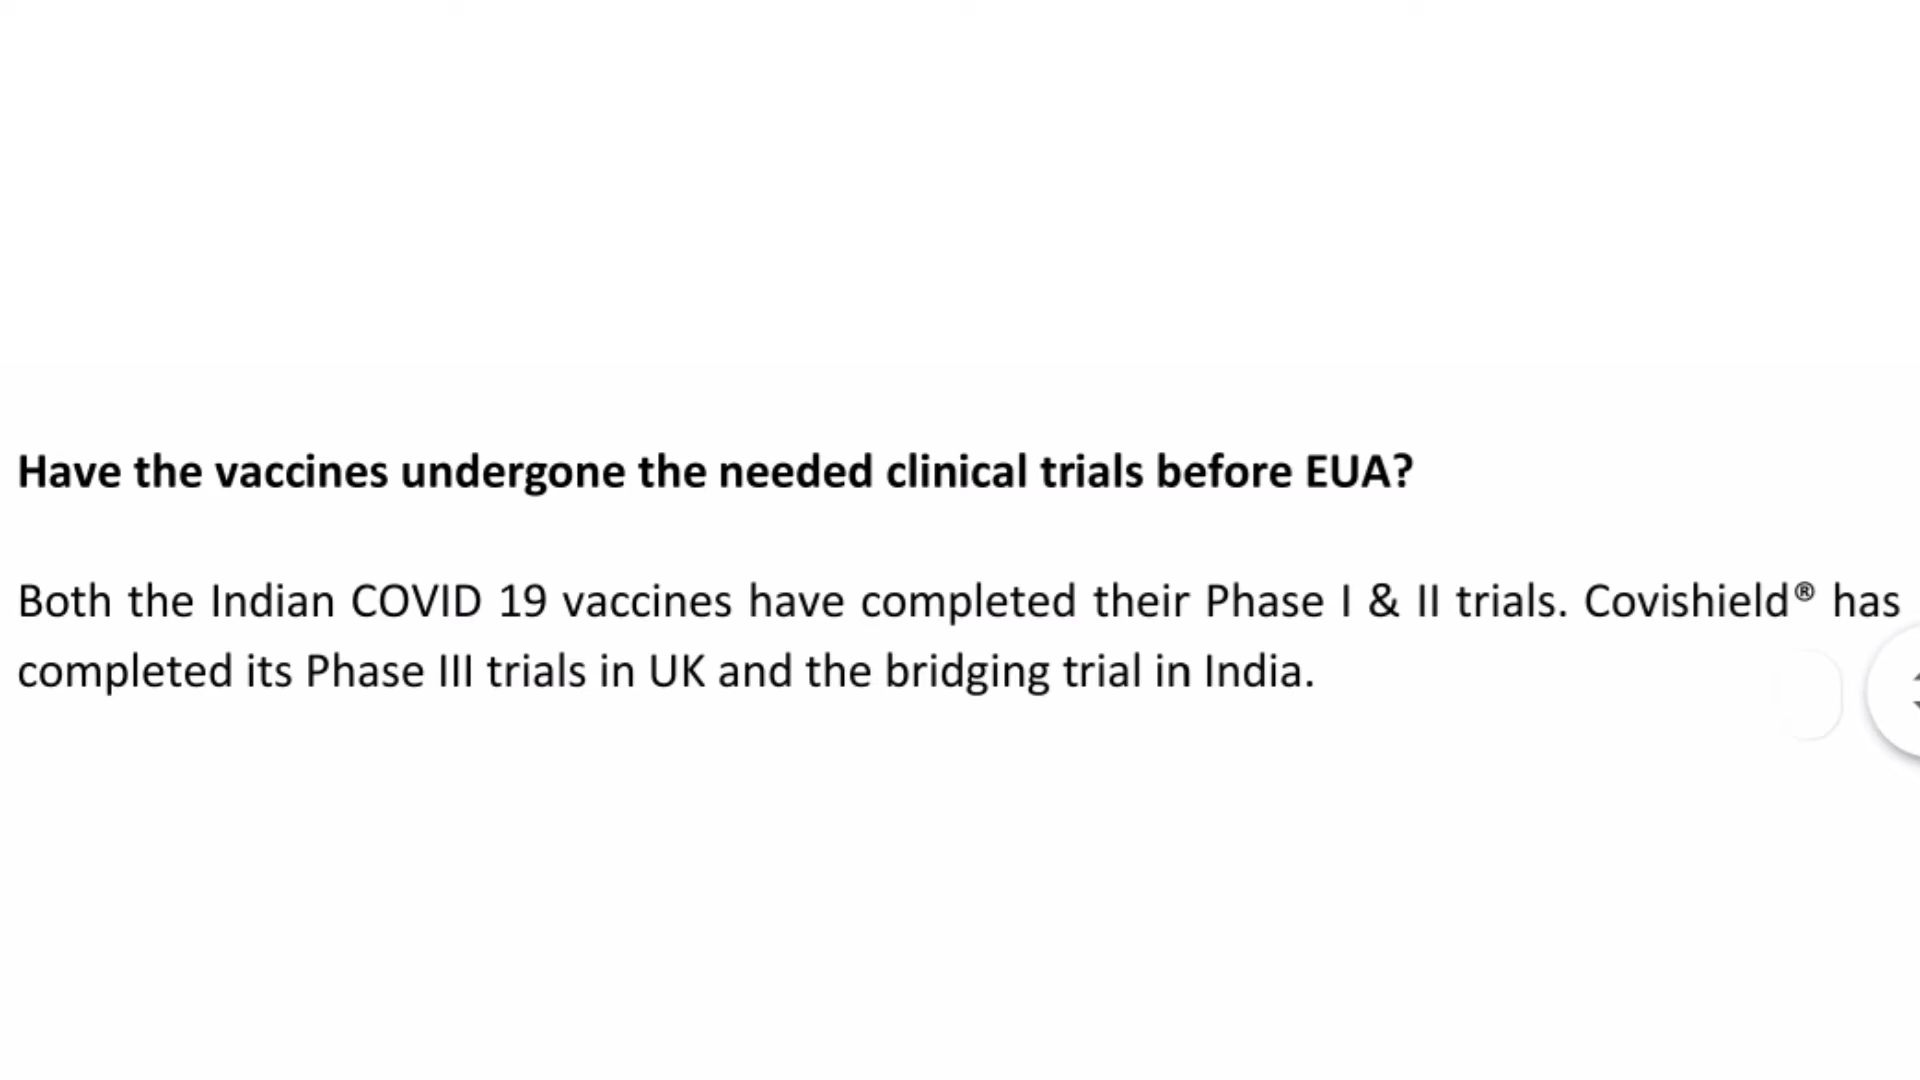 Have the vaccines undergone the needed clinical trials before EUA?
Both the Indian COVID 19 vaccines have completed their Phase I & II trials. Covishield® has
completed its Phase III trials in UK and the bridging trial in India.